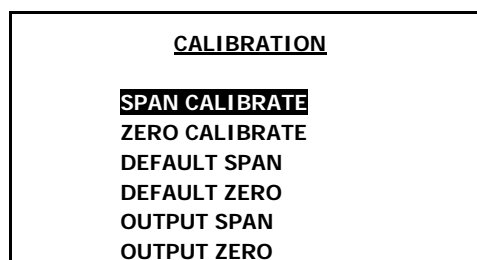 CALIBRATION
SPAN CALIBRATE
ZERO CALIBRATE
DEFAULT SPAN
DEFAULT ZERO
OUTPUT SPAN
OUTPUT ZERO